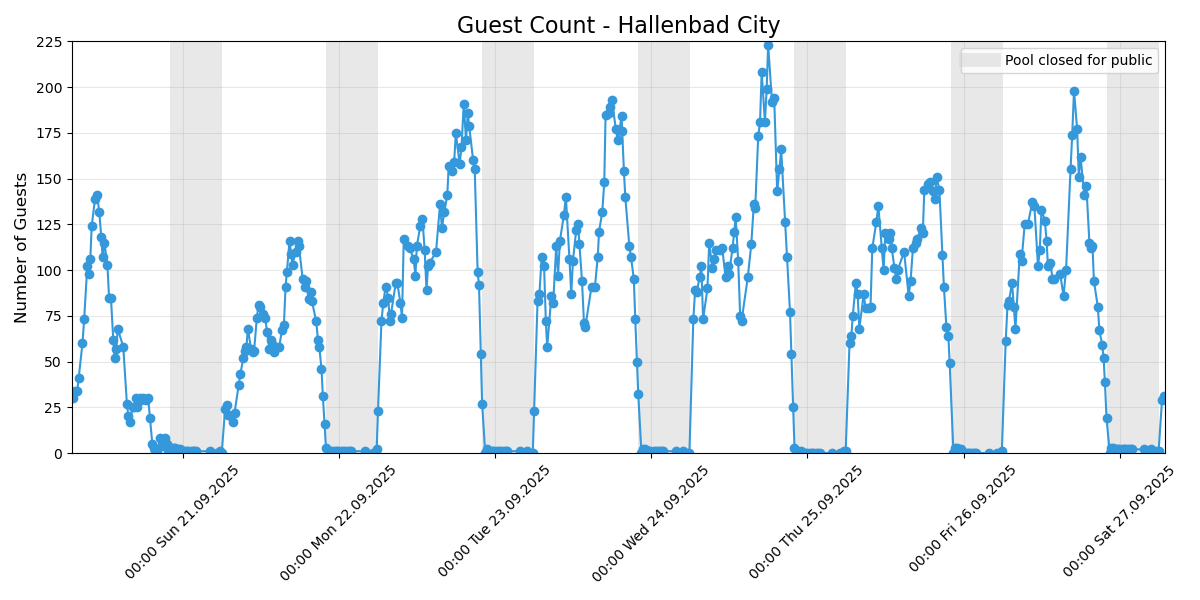 Guest Count - Hallenbad City
Pool closed for public
Number of Guests
225
200
175
150
125
100
75
50
25
0
00:00 Sun 21.09.2025
00:00 Mon 22.09.2025
00:00 Tue 23.09.2025
00:00 Wed 24.09.2025
00:00 Thu 25.09.2025
00:00 Fri 26.09.2025
00:00 Sat 27.09.2025